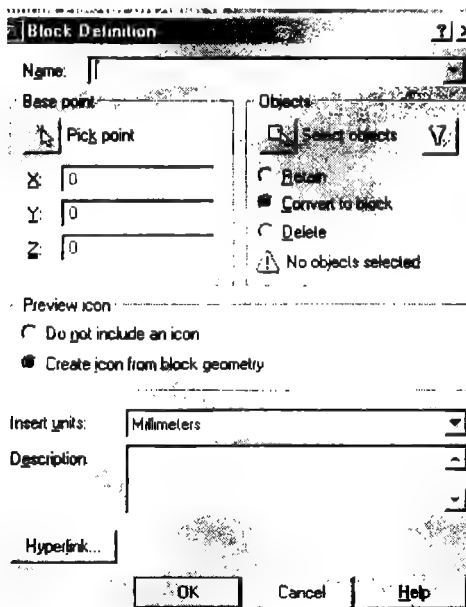 Block Definition ? x
Name:
Base point
Pick point
X: 0
Y: 0
Z: 0
Objects
Select objects
Retain
Convert to block
Delete
No objects selected
Preview icon
Do not include an icon
Create icon from block geometry
Insert units: Millimeters
Description
Hyperlink...
OK Cancel Help